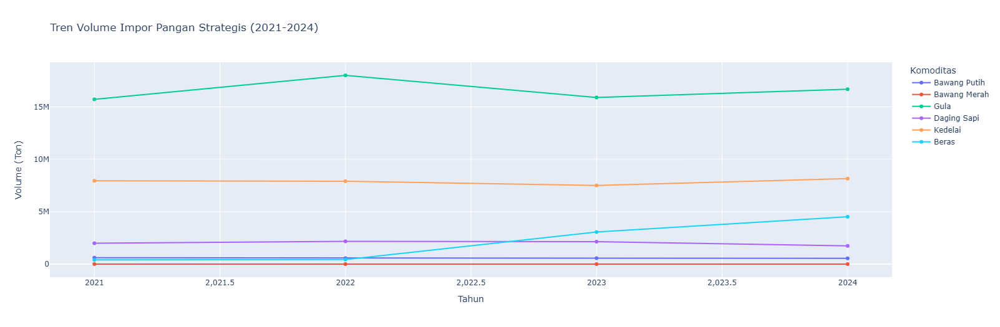 Tren Volume Impor Pangan Strategis (2021-2024)
Komoditas
Bawang Putih
Bawang Merah
Gula
Daging Sapi
Kedelai
Beras
Volume (Ton)
15M
10M
5M
0
2021
2,021.5
2022
2,022.5
2023
2,023.5
2024
Tahun